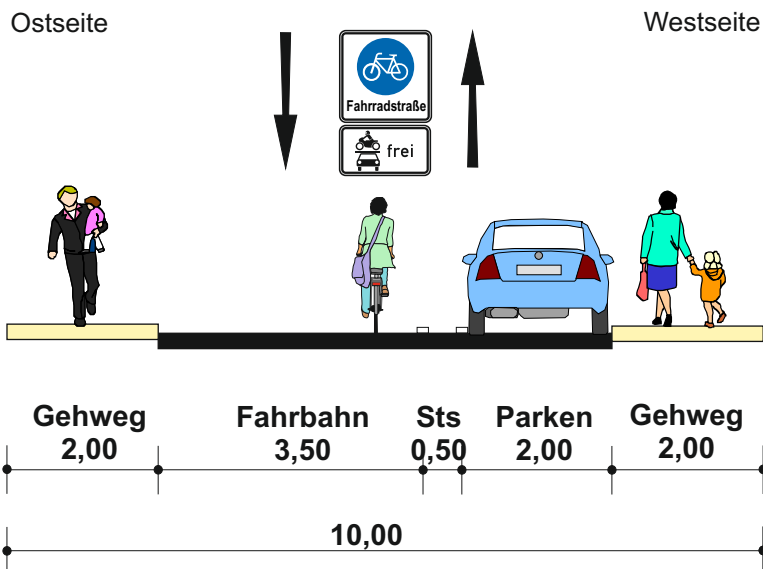 Ostseite
Westseite
Fahrradstraße
frei
Gehweg
2,00
Fahrbahn
3,50
Sts
0,50
Parken
2,00
Gehweg
2,00
10,00